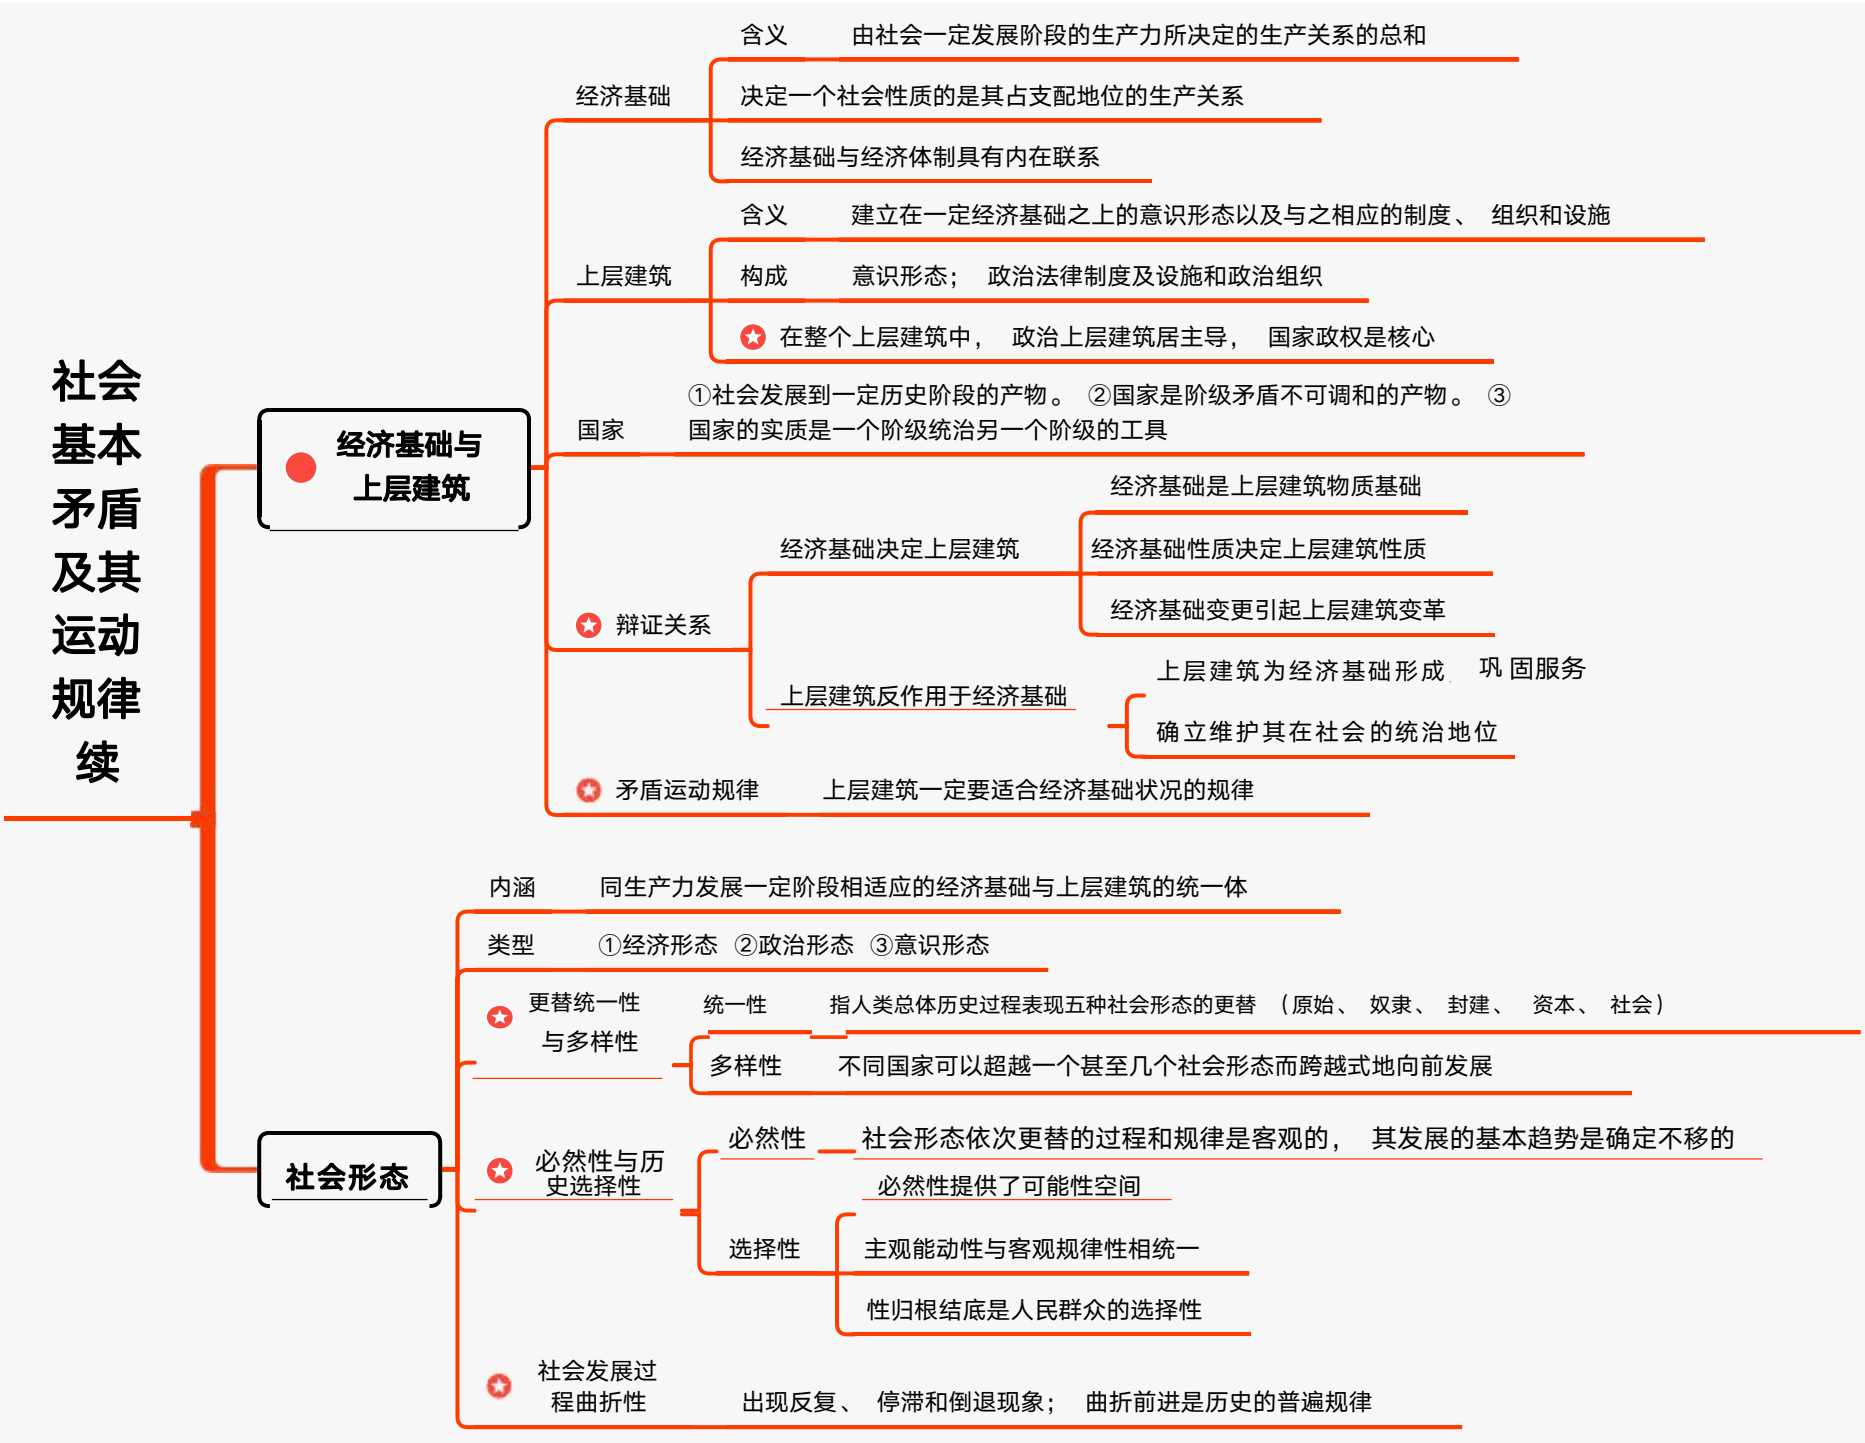 社会
基本
矛盾
及其
运动
规律
续
经济基础与
上层建筑
经济基础
含义 由社会一定发展阶段的生产力所决定的生产关系的总和
决定一个社会性质的是其占支配地位的生产关系
经济基础与经济体制具有内在联系
上层建筑
含义 建立在一定经济基础之上的意识形态以及与之相应的制度、 组织和设施
构成 意识形态； 政治法律制度及设施和政治组织
在整个上层建筑中， 政治上层建筑居主导， 国家政权是核心
国家
①社会发展到一定历史阶段的产物。 ②国家是阶级矛盾不可调和的产物。 ③
国家的实质是一个阶级统治另一个阶级的工具
辩证关系
经济基础决定上层建筑
经济基础是上层建筑物质基础
经济基础性质决定上层建筑性质
经济基础变更引起上层建筑变革
上层建筑反作用于经济基础
上层建筑为经济基础形成 巩 固服务
确立维护其在社会的统治地位
矛盾运动规律 上层建筑一定要适合经济基础状况的规律
社会形态
内涵 同生产力发展一定阶段相适应的经济基础与上层建筑的统一体
类型 ①经济形态 ②政治形态 ③意识形态
更替统一性
与多样性
统一性 指人类总体历史过程表现五种社会形态的更替 （原始、 奴隶、 封建、 资本、 社会）
多样性 不同国家可以超越一个甚至几个社会形态而跨越式地向前发展
必然性与历
史选择性
必然性 社会形态依次更替的过程和规律是客观的， 其发展的基本趋势是确定不移的
选择性
必然性提供了可能性空间
主观能动性与客观规律性相统一
性归根结底是人民群众的选择性
社会发展过
程曲折性
出现反复、 停滞和倒退现象； 曲折前进是历史的普遍规律